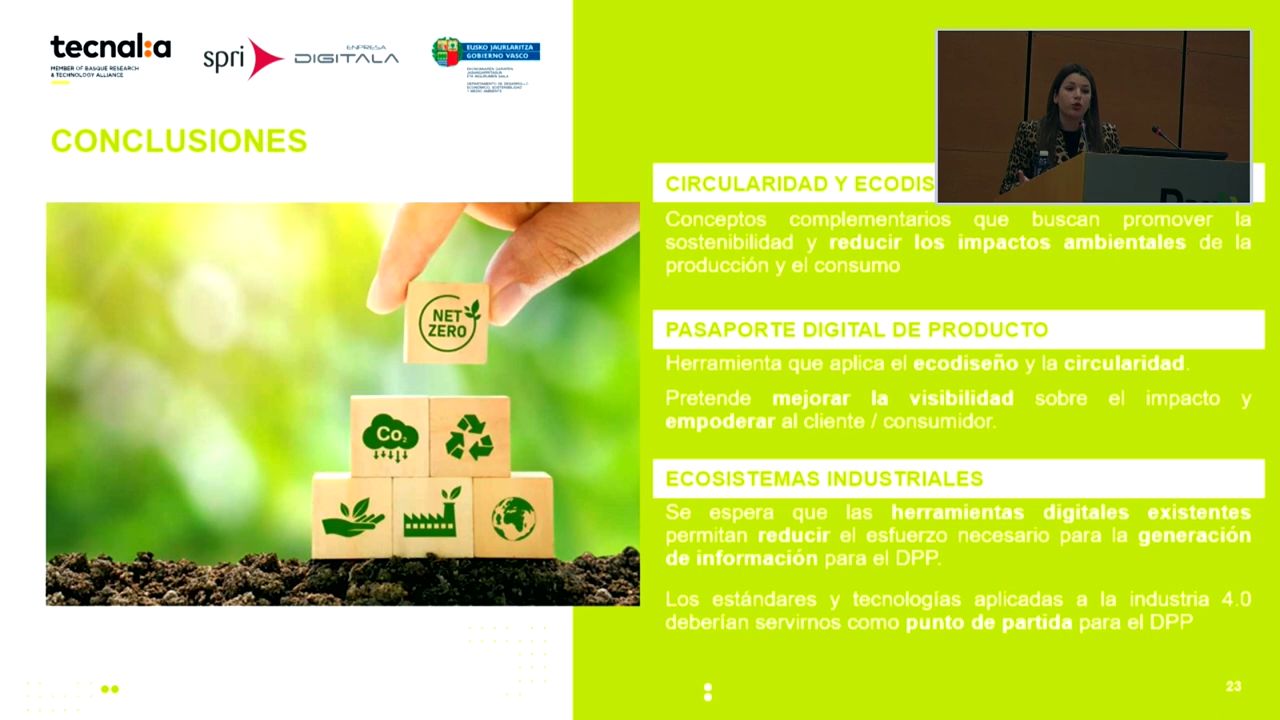 tecnal:a
MEMBER OF BASQUE RESEARCH
& TECHNOLOGY ALLIANCE
spri
ENPRESA
DIGITALA
EUSKO JAURLARITZA
GOBIERNO VASCO
CONCLUSIONES
NET
ZERO
CO₂
CIRCULARIDAD Y ECODIS
Conceptos complementarios que buscan promover la
sostenibilidad y reducir los impactos ambientales de la
producción y el consumo
PASAPORTE DIGITAL DE PRODUCTO
Herramienta que aplica el ecodiseño y la circularidad.
Pretende mejorar la visibilidad sobre el impacto y
empoderar al cliente / consumidor.
ECOSISTEMAS INDUSTRIALES
Se espera que las herramientas digitales existentes
permitan reducir el esfuerzo necesario para la generación
de información para el DPP.
Los estándares y tecnologías aplicadas a la industria 4.0
deberían servirnos como punto de partida para el DPP
23